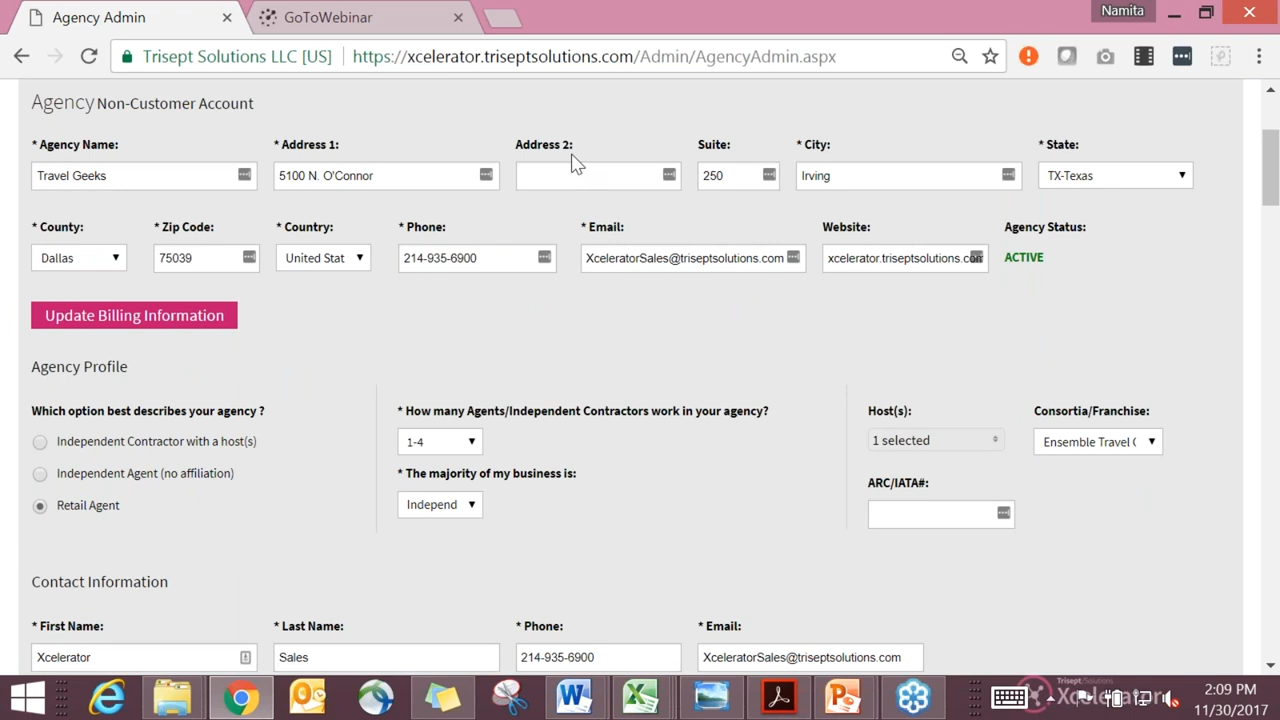 Agency Admin
GoToWebinar
Namita
Trisept Solutions LLC [US]
https://xcelerator.triseptsolutions.com/Admin/AgencyAdmin.aspx
Agency Non-Customer Account
* Agency Name:
* Address 1:
Address 2:
Suite:
* City:
* State:
Travel Geeks
5100 N. O'Connor
250
Irving
TX-Texas
* County:
* Zip Code:
* Country:
* Phone:
* Email:
Website:
Agency Status:
Dallas
75039
United Stat
214-935-6900
XceleratorSales@triseptsolutions.com
xcelerator.triseptsolutions.com
ACTIVE
Update Billing Information
Agency Profile
Which option best describes your agency ?
* How many Agents/Independent Contractors work in your agency?
Host(s):
Consortia/Franchise:
Independent Contractor with a host(s)
1-4
1 selected
Ensemble Travel (
Independent Agent (no affiliation)
* The majority of my business is:
ARC/IATA#:
Retail Agent
Independ
Contact Information
* First Name:
* Last Name:
* Phone:
* Email:
Xcelerator
Sales
214-935-6900
XceleratorSales@triseptsolutions.com
Trisept Solutions
Xcelerator
2:09 PM
11/30/2017